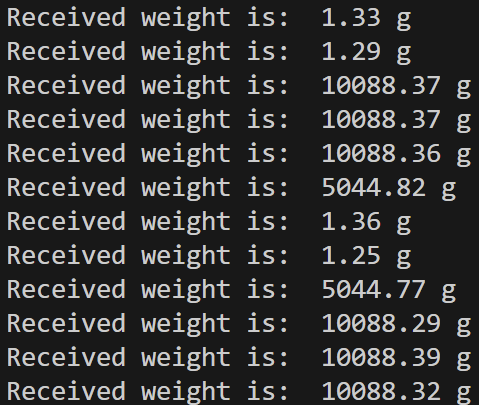 Received weight is:  1.33 g
Received weight is:  1.29 g
Received weight is:  10088.37 g
Received weight is:  10088.37 g
Received weight is:  10088.36 g
Received weight is:  5044.82 g
Received weight is:  1.36 g
Received weight is:  1.25 g
Received weight is:  5044.77 g
Received weight is:  10088.29 g
Received weight is:  10088.39 g
Received weight is:  10088.32 g